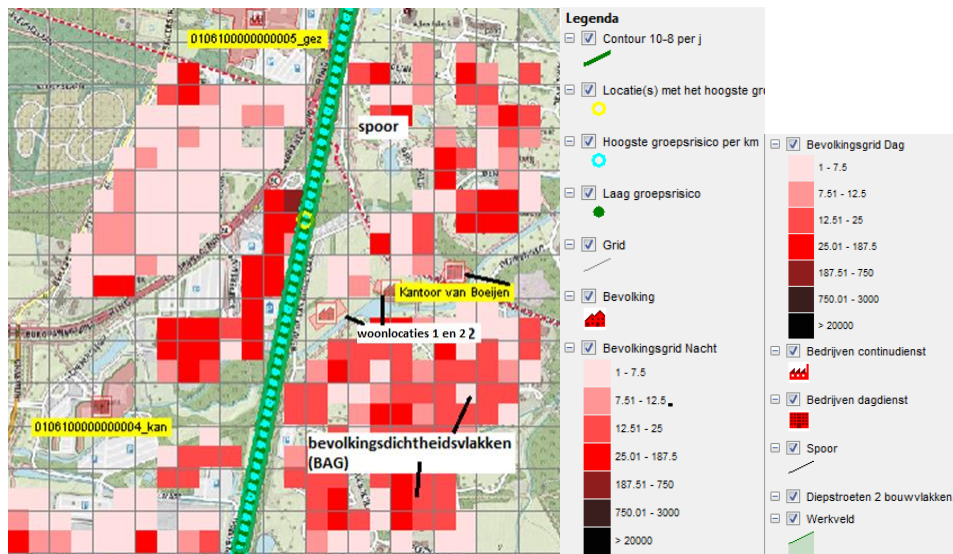 0106100000000005_gez
spoor
Kantoor van Boeijen
woonlocaties 1 en 2 2
0106100000000004_kan
bevolkingsdichtheidsvlakken
(BAG)
Legenda
Contour 10-8 per j
Locatie(s) met het hoogste gro
Hoogste groepsrisico per km
Laag groepsrisico
Grid
Bevolking
Bevolkingsgrid Nacht
1 - 7.5
7.51 - 12.5
12.51 - 25
25.01 - 187.5
187.51 - 750
750.01 - 3000
> 20000
Bevolkingsgrid Dag
1 - 7.5
7.51 - 12.5
12.51 - 25
25.01 - 187.5
187.51 - 750
750.01 - 3000
> 20000
Bedrijven continudienst
Bedrijven dagdienst
Spoor
Diepstroeten 2 bouwvlakken
Werkveld